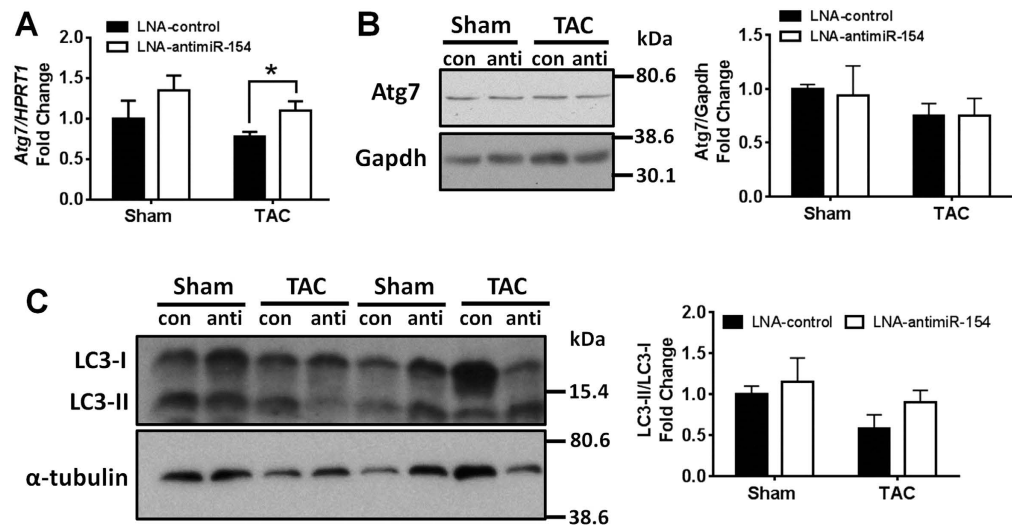 A
LNA-control
LNA-antimiR-154
Atg7/HPRT1
Fold Change
2.0
1.5
1.0
0.5
0.0
*
Sham TAC
B
Sham TAC
kDa
con anti con anti
Atg7
80.6
Gapdh
38.6
30.1
LNA-control
LNA-antimiR-154
Atg7/Gapdh
Fold Change
2.0
1.5
1.0
0.5
0.0
Sham TAC
C
Sham TAC Sham TAC
con anti con anti con anti con anti
kDa
LC3-I
LC3-II
15.4
80.6
α-tubulin
38.6
LNA-control LNA-antimiR-154
LC3-II/LC3-I
Fold Change
2.0
1.5
1.0
0.5
0.0
Sham TAC